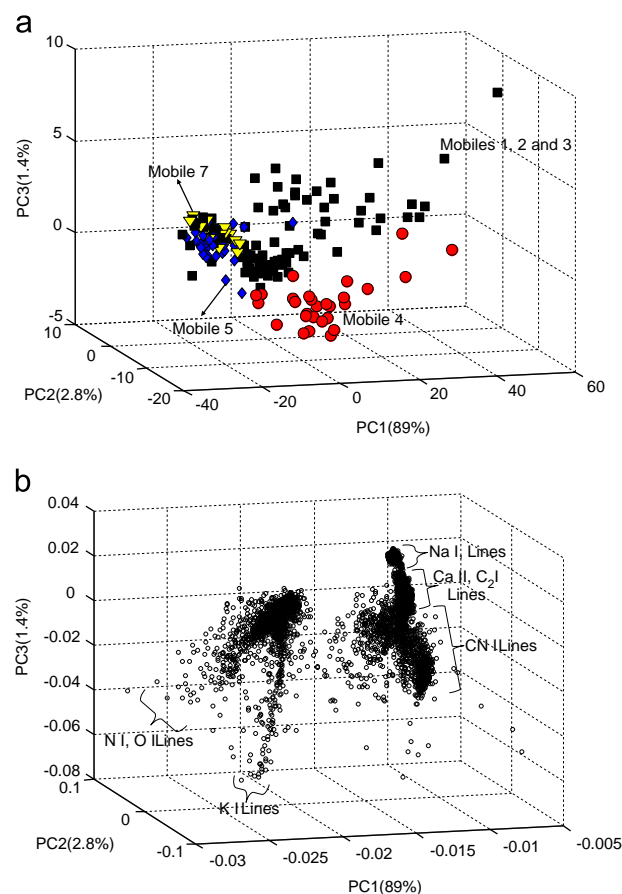 a
10
5
0
-5
PC3(1.4%)
Mobile 7
Mobiles 1, 2 and 3
Mobile 5
Mobile 4
10
0
-10
-20
PC2(2.8%)
-40
-20
0
20
40
60
PC1(89%)
b
0.04
0.02
0
-0.02
-0.04
-0.06
-0.08
PC3(1.4%)
Na I, Lines
Ca II, C2I
Lines
CN ILines
N I, O ILines
K I Lines
0.1
0
-0.1
PC2(2.8%)
-0.03
-0.025
-0.02
-0.015
-0.01
-0.005
PC1(89%)